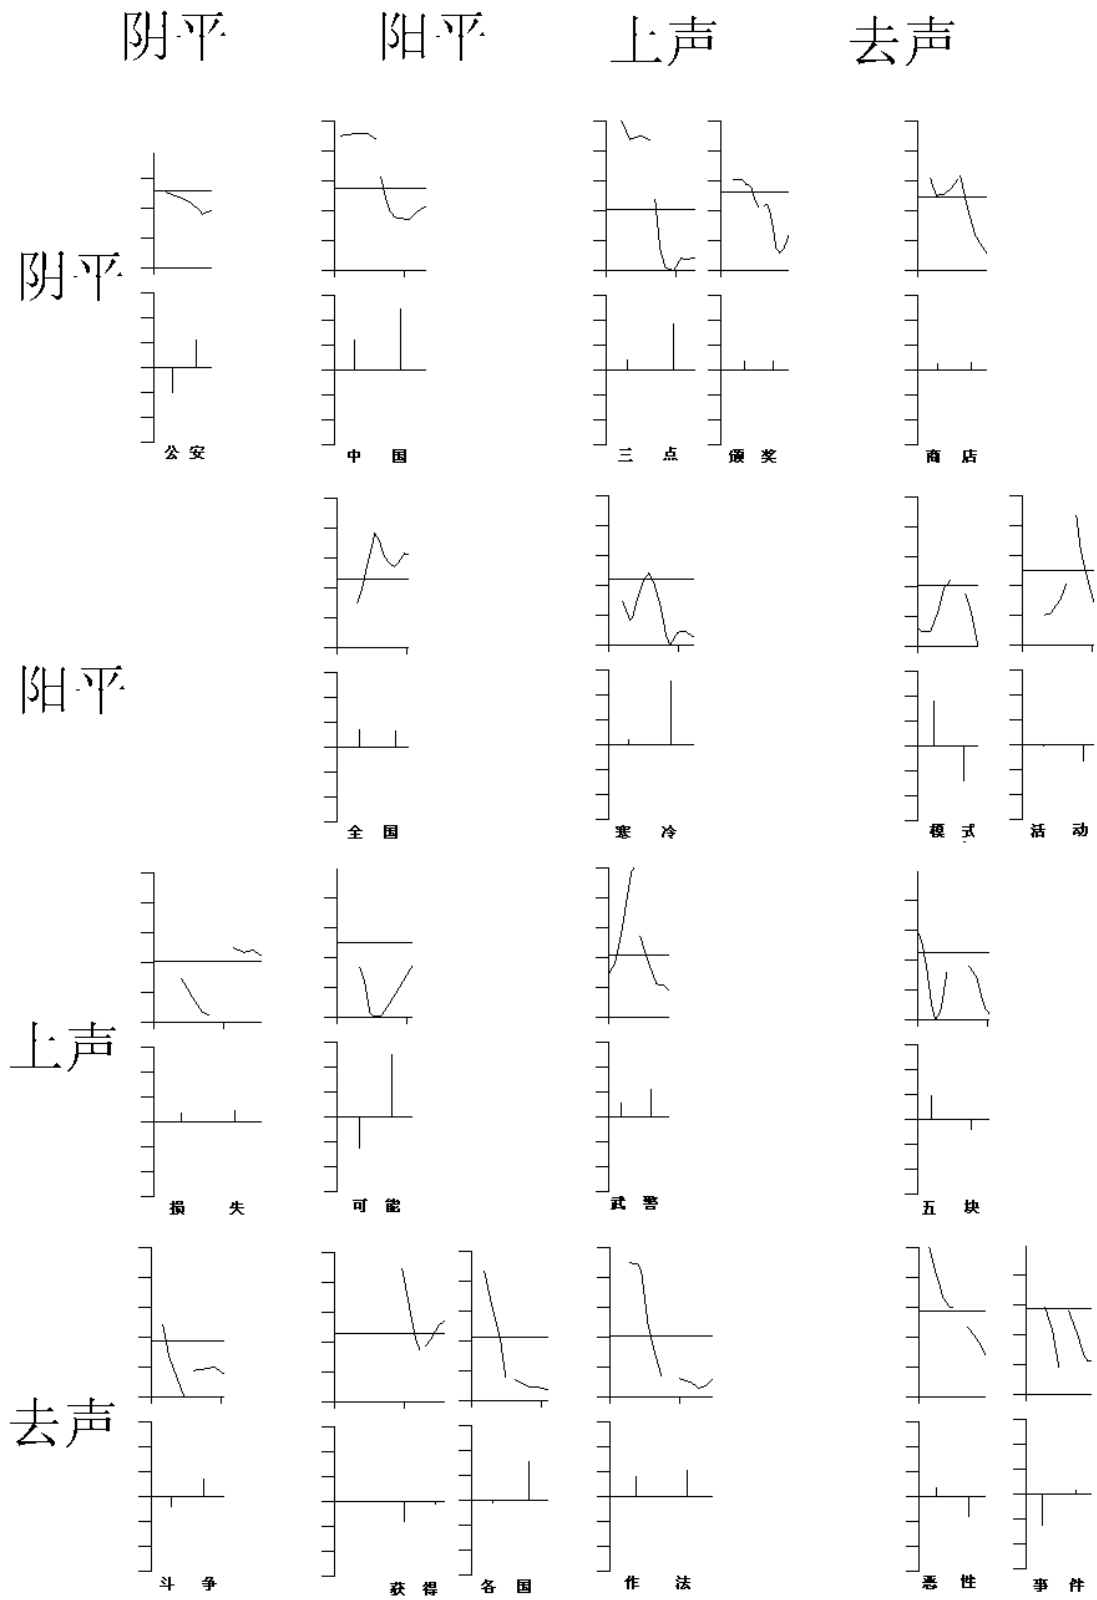 阴平 阳平 上声 去声
阴平
公安 中国 三点 颁奖 商店
阳平
全国 寒冷 模式 活动
上声
损失 可能 武警 五块
去声
斗争 获得 各国 作法 恶性 事件